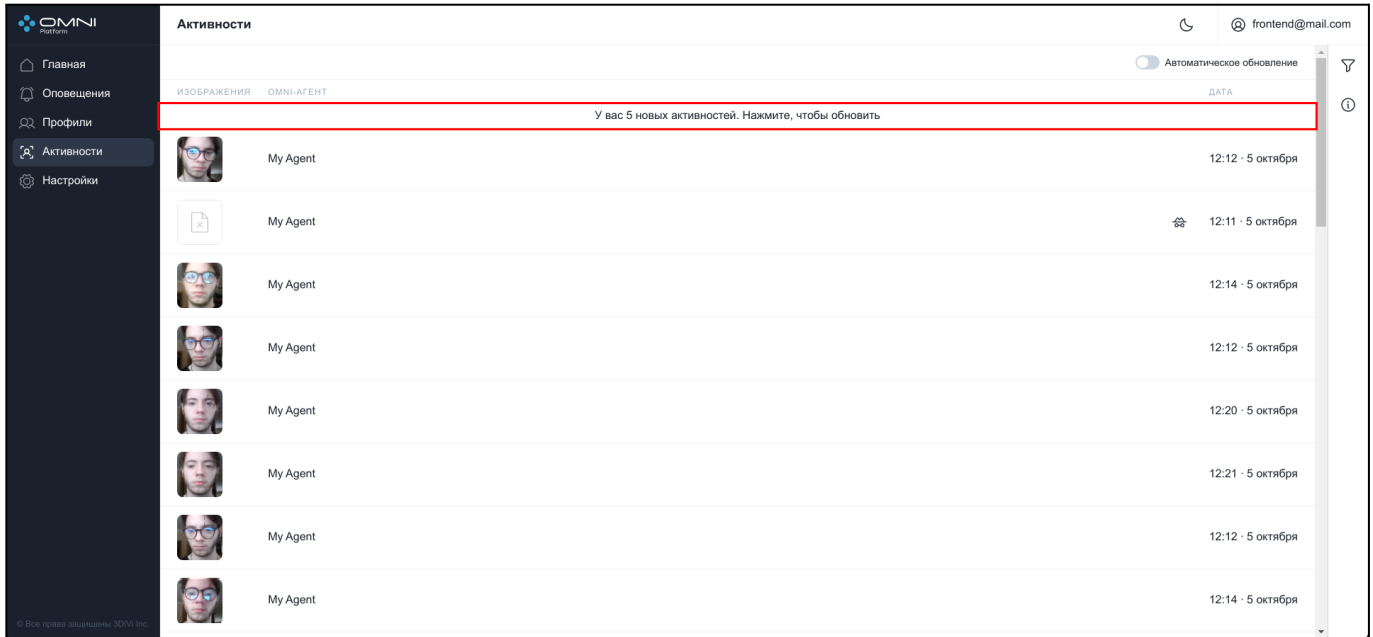 OMNI
Platform
Активности
frontend@mail.com
Главная
Оповещения
Профили
Активности
Настройки
Автоматическое обновление
ИЗОБРАЖЕНИЯ OMNI-АГЕНТ ДАТА
У вас 5 новых активностей. Нажмите, чтобы обновить
My Agent 12:12 · 5 октября
My Agent 12:11 · 5 октября
My Agent 12:14 · 5 октября
My Agent 12:12 · 5 октября
My Agent 12:20 · 5 октября
My Agent 12:21 · 5 октября
My Agent 12:12 · 5 октября
My Agent 12:14 · 5 октября
© Все права защищены 3DiVi Inc.